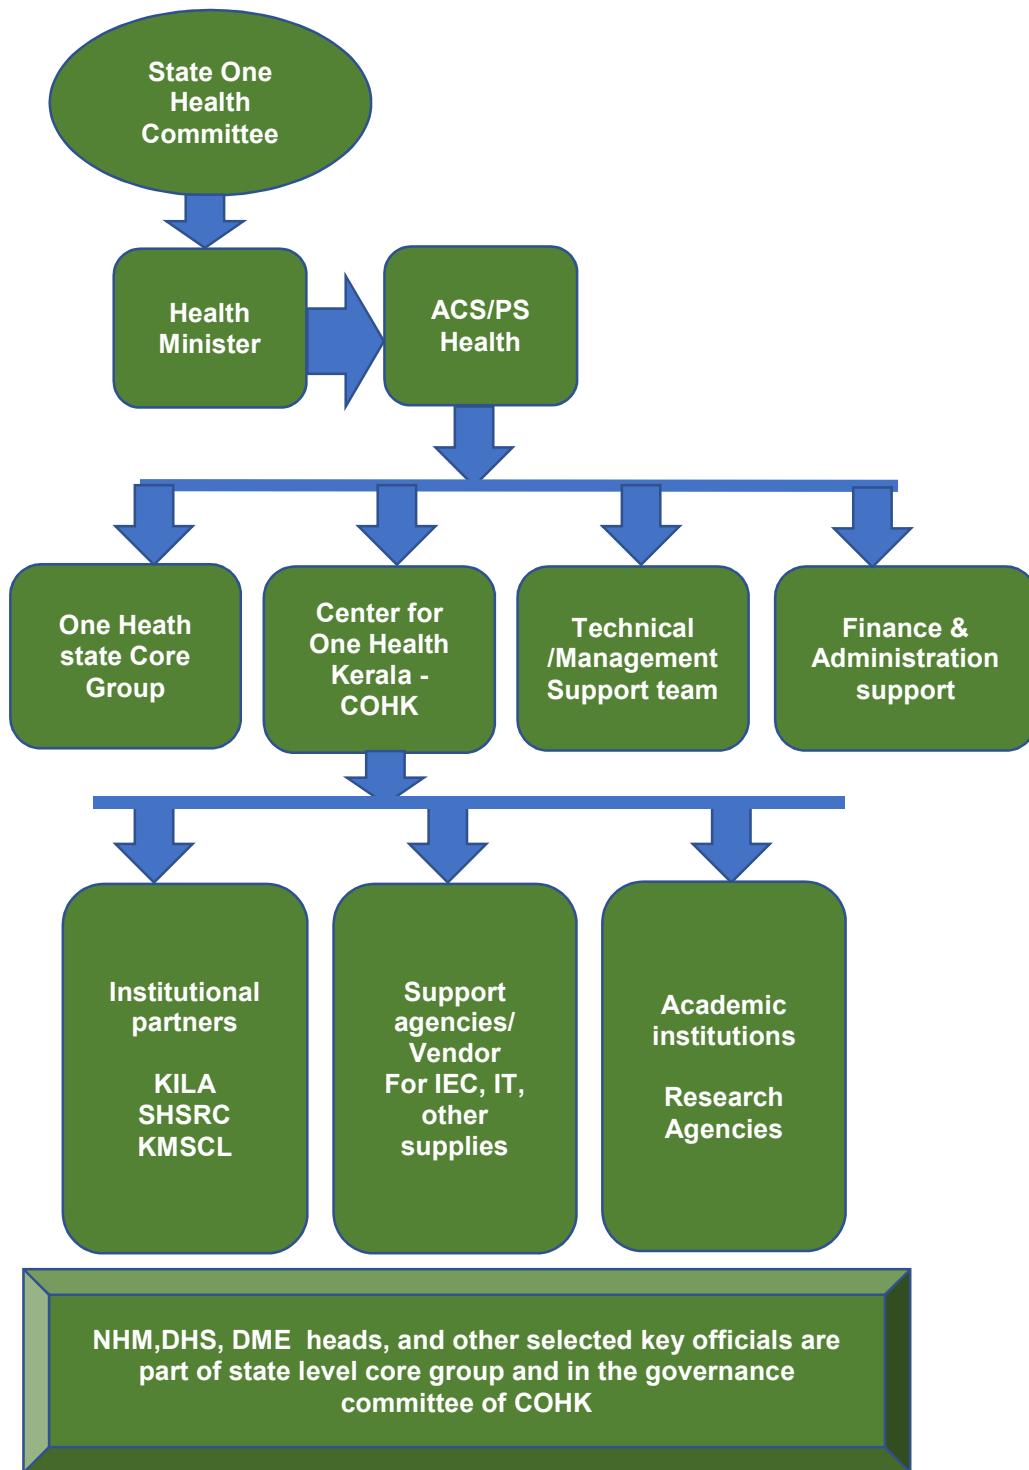 State One
Health
Committee
Health
Minister
ACS/PS
Health
One Heath
state Core
Group
Center for
One Health
Kerala -
COHK
Technical
/Management
Support team
Finance &
Administration
support
Institutional
partners
KILA
SHSRC
KMSCL
Support
agencies/
Vendor
For IEC, IT,
other
supplies
Academic
institutions
Research
Agencies
NHM,DHS, DME  heads, and other selected key officials are
part of state level core group and in the governance
committee of COHK